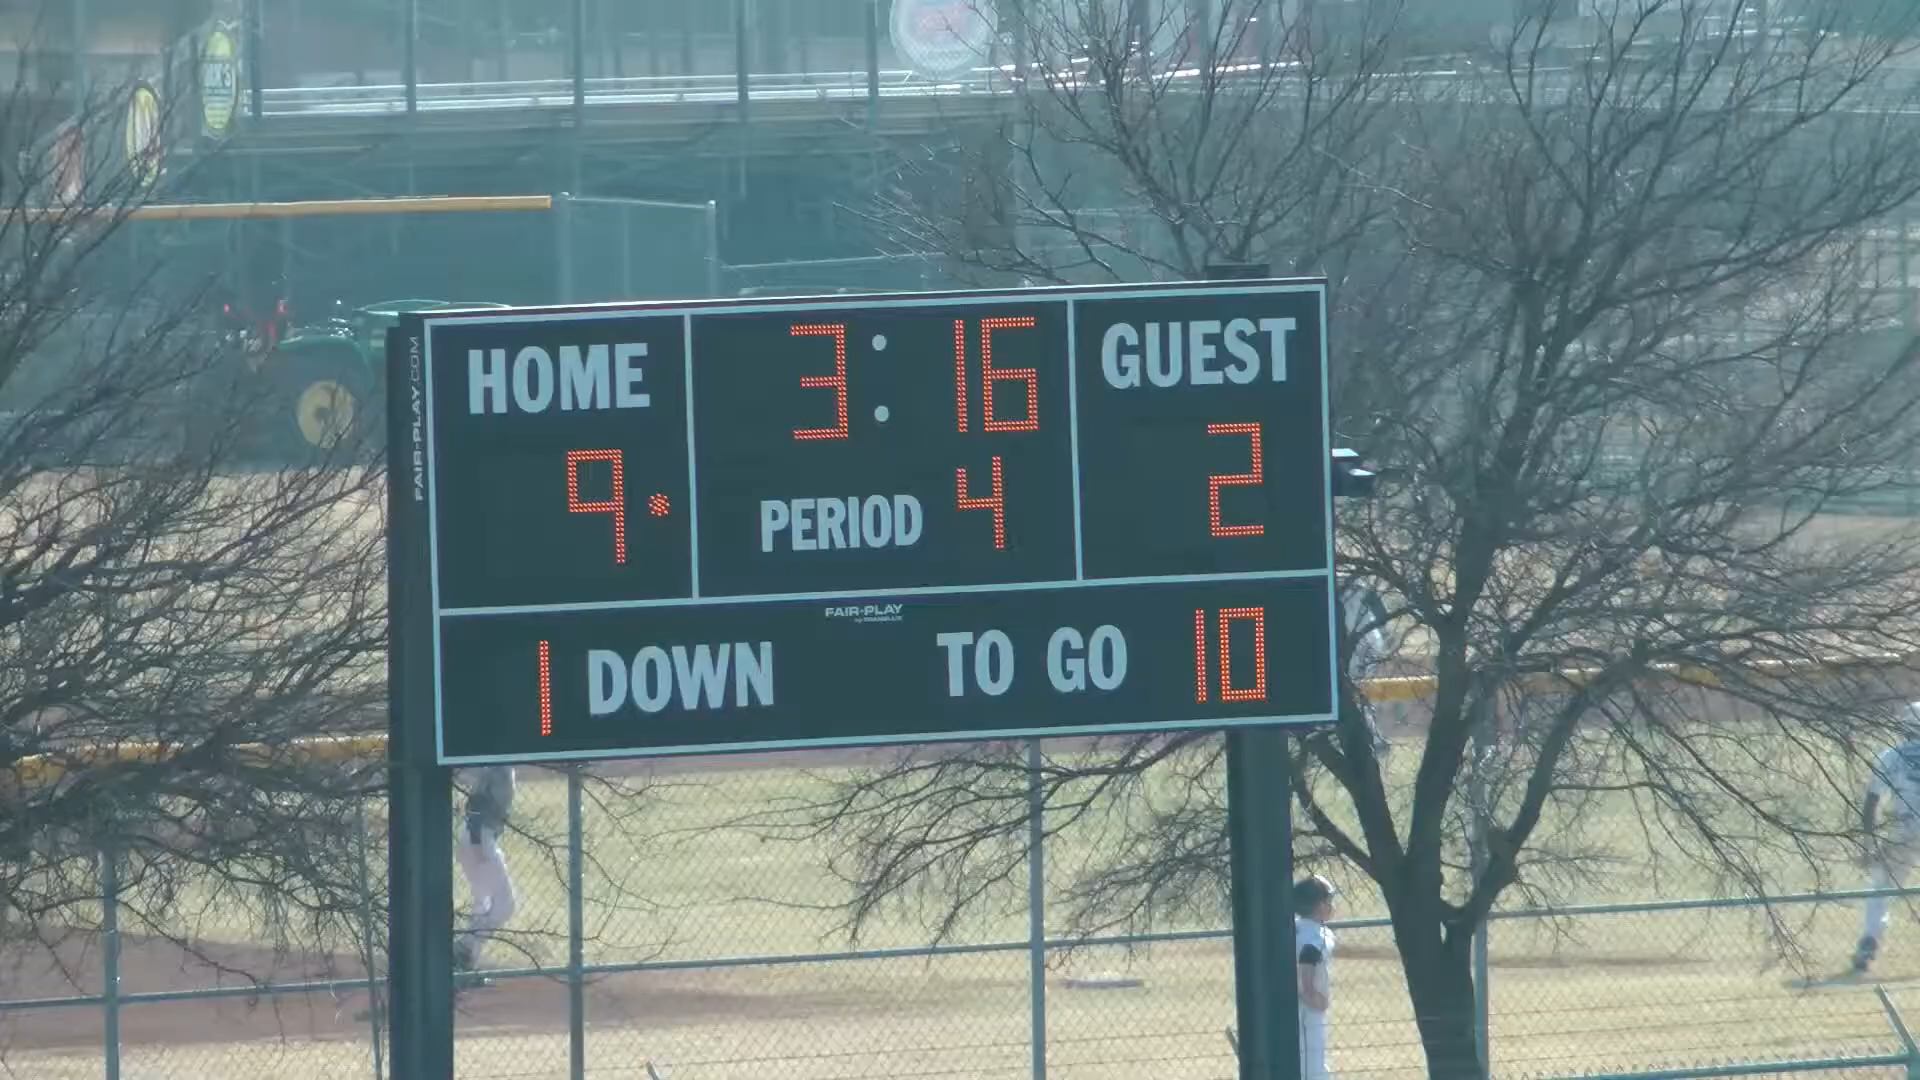 HOME 3:16 GUEST
9* PERIOD 4 2
FAIR-PLAY
1 DOWN TO GO 10
FAIR-PLAY.COM